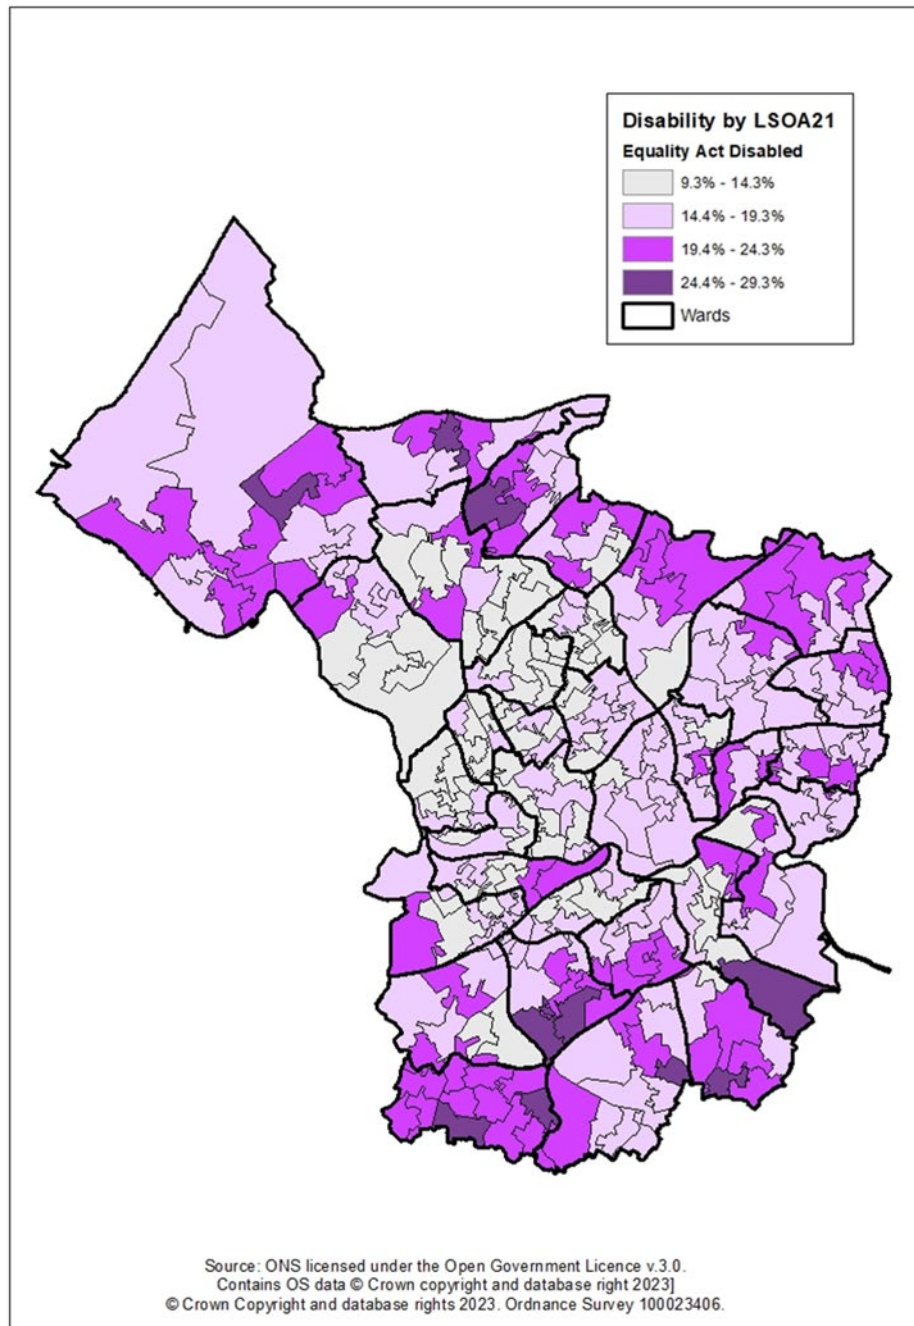 Disability by LSOA21
Equality Act Disabled
9.3% - 14.3%
14.4% - 19.3%
19.4% - 24.3%
24.4% - 29.3%
Wards
Source: ONS licensed under the Open Government Licence v.3.0.
Contains OS data © Crown copyright and database right 2023]
© Crown Copyright and database rights 2023. Ordnance Survey 100023406.